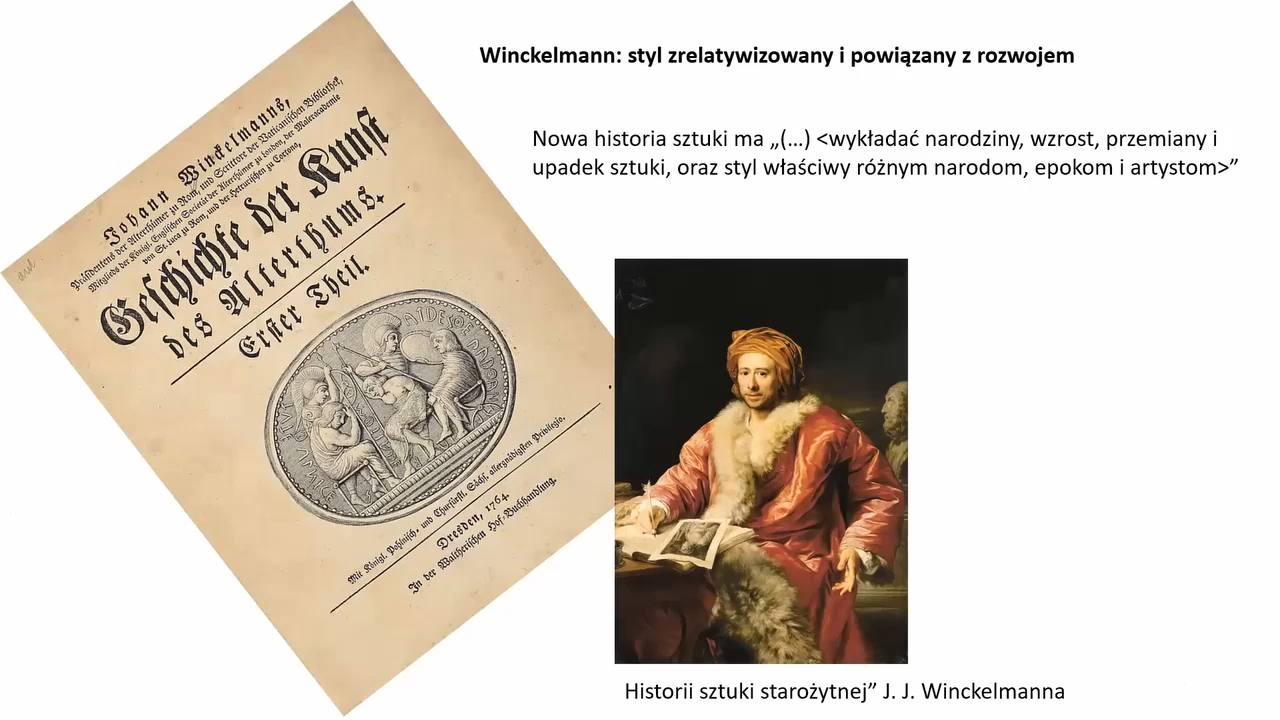 Winckelmann: styl zrelatywizowany i powiązany z rozwojem
Nowa historia sztuki ma „(…) <wykładać narodziny, wzrost, przemiany i
upadek sztuki, oraz styl właściwy różnym narodom, epokom i artystom>”
Johann Winckelmanns,
Präsidentens der Alterthümer zu Rom, und Scrittore der Vaticanischen Bibliothek,
Mitglieds der Königl. Englischen Societät der Alterthümer zu London, der Maleracademie
von St. Luca zu Rom, und der Hetrurischen zu Cortona,
Geschichte der Kunst
des Alterthums.
Erster Theil.
Mit Königl. Pohlnisch. und Churfürstl. Sächs. allergnädigsten Privilegio.
Dresden, 1764.
In der Waltherischen Hof-Buchhandlung.
Historii sztuki starożytnej” J. J. Winckelmanna